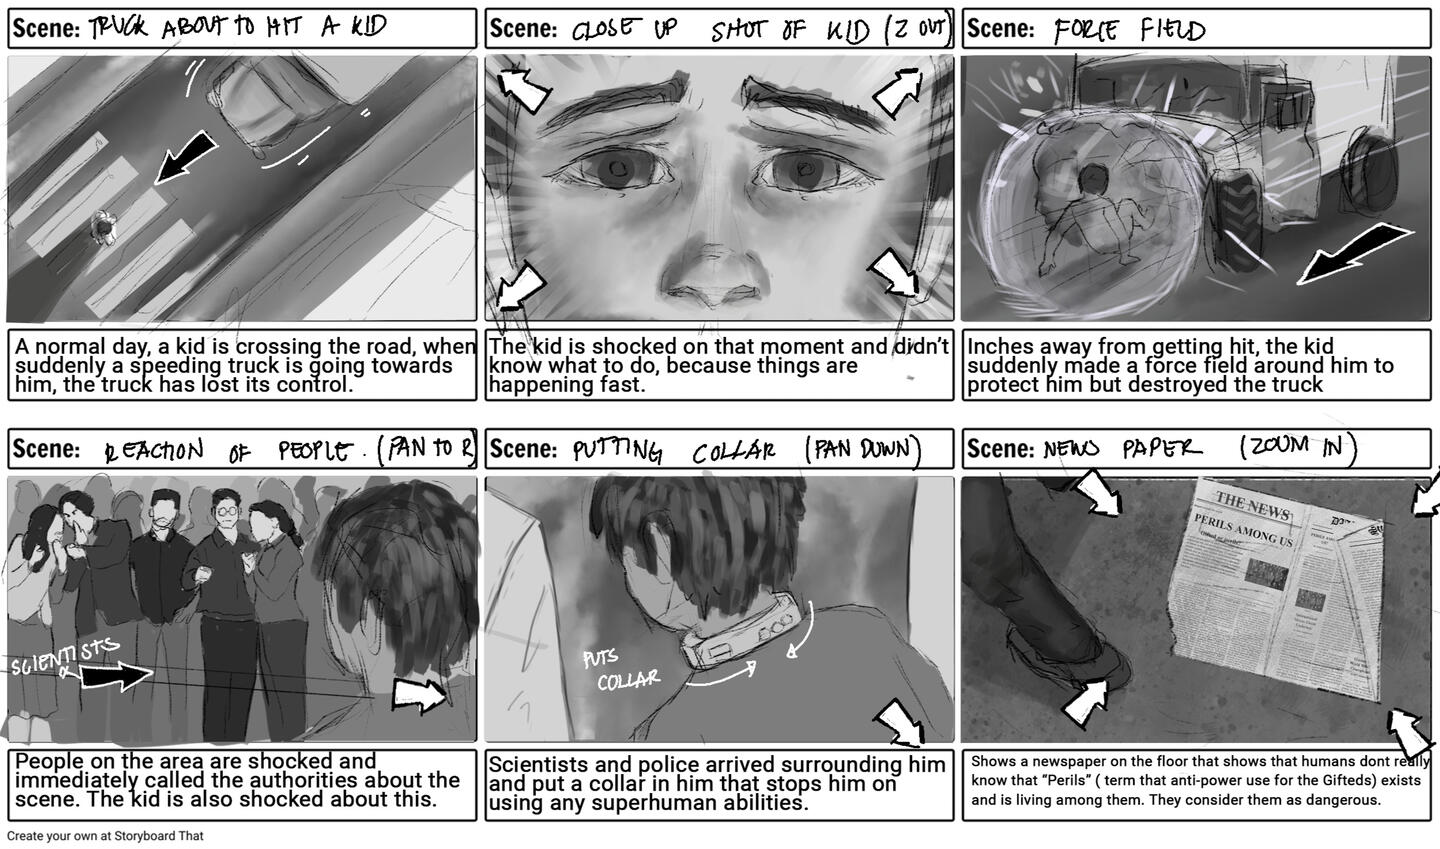 Scene: TRUCK ABOUT TO HIT A KID
Scene: CLOSE UP SHOT OF KID (Z OUT)
Scene: FORCE FIELD
A normal day, a kid is crossing the road, when
suddenly a speeding truck is going towards
him, the truck has lost its control.
The kid is shocked on that moment and didn't
know what to do, because things are
happening fast.
Inches away from getting hit, the kid
suddenly made a force field around him to
protect him but destroyed the truck
Scene: REACTION OF PEOPLE. (PAN TO R)
Scene: PUTTING COLLAR (PAN DOWN)
Scene: NEWS PAPER (ZOOM IN)
SCIENTISTS
PUTS
COLLAR
THE NEWS
PERILS AMONG US
People on the area are shocked and
immediately called the authorities about the
scene. The kid is also shocked about this.
Scientists and police arrived surrounding him
and put a collar in him that stops him on
using any superhuman abilities.
Shows a newspaper on the floor that shows that humans dont really
know that “Perils” ( term that anti-power use for the Gifteds) exists
and is living among them. They consider them as dangerous.
Create your own at Storyboard That